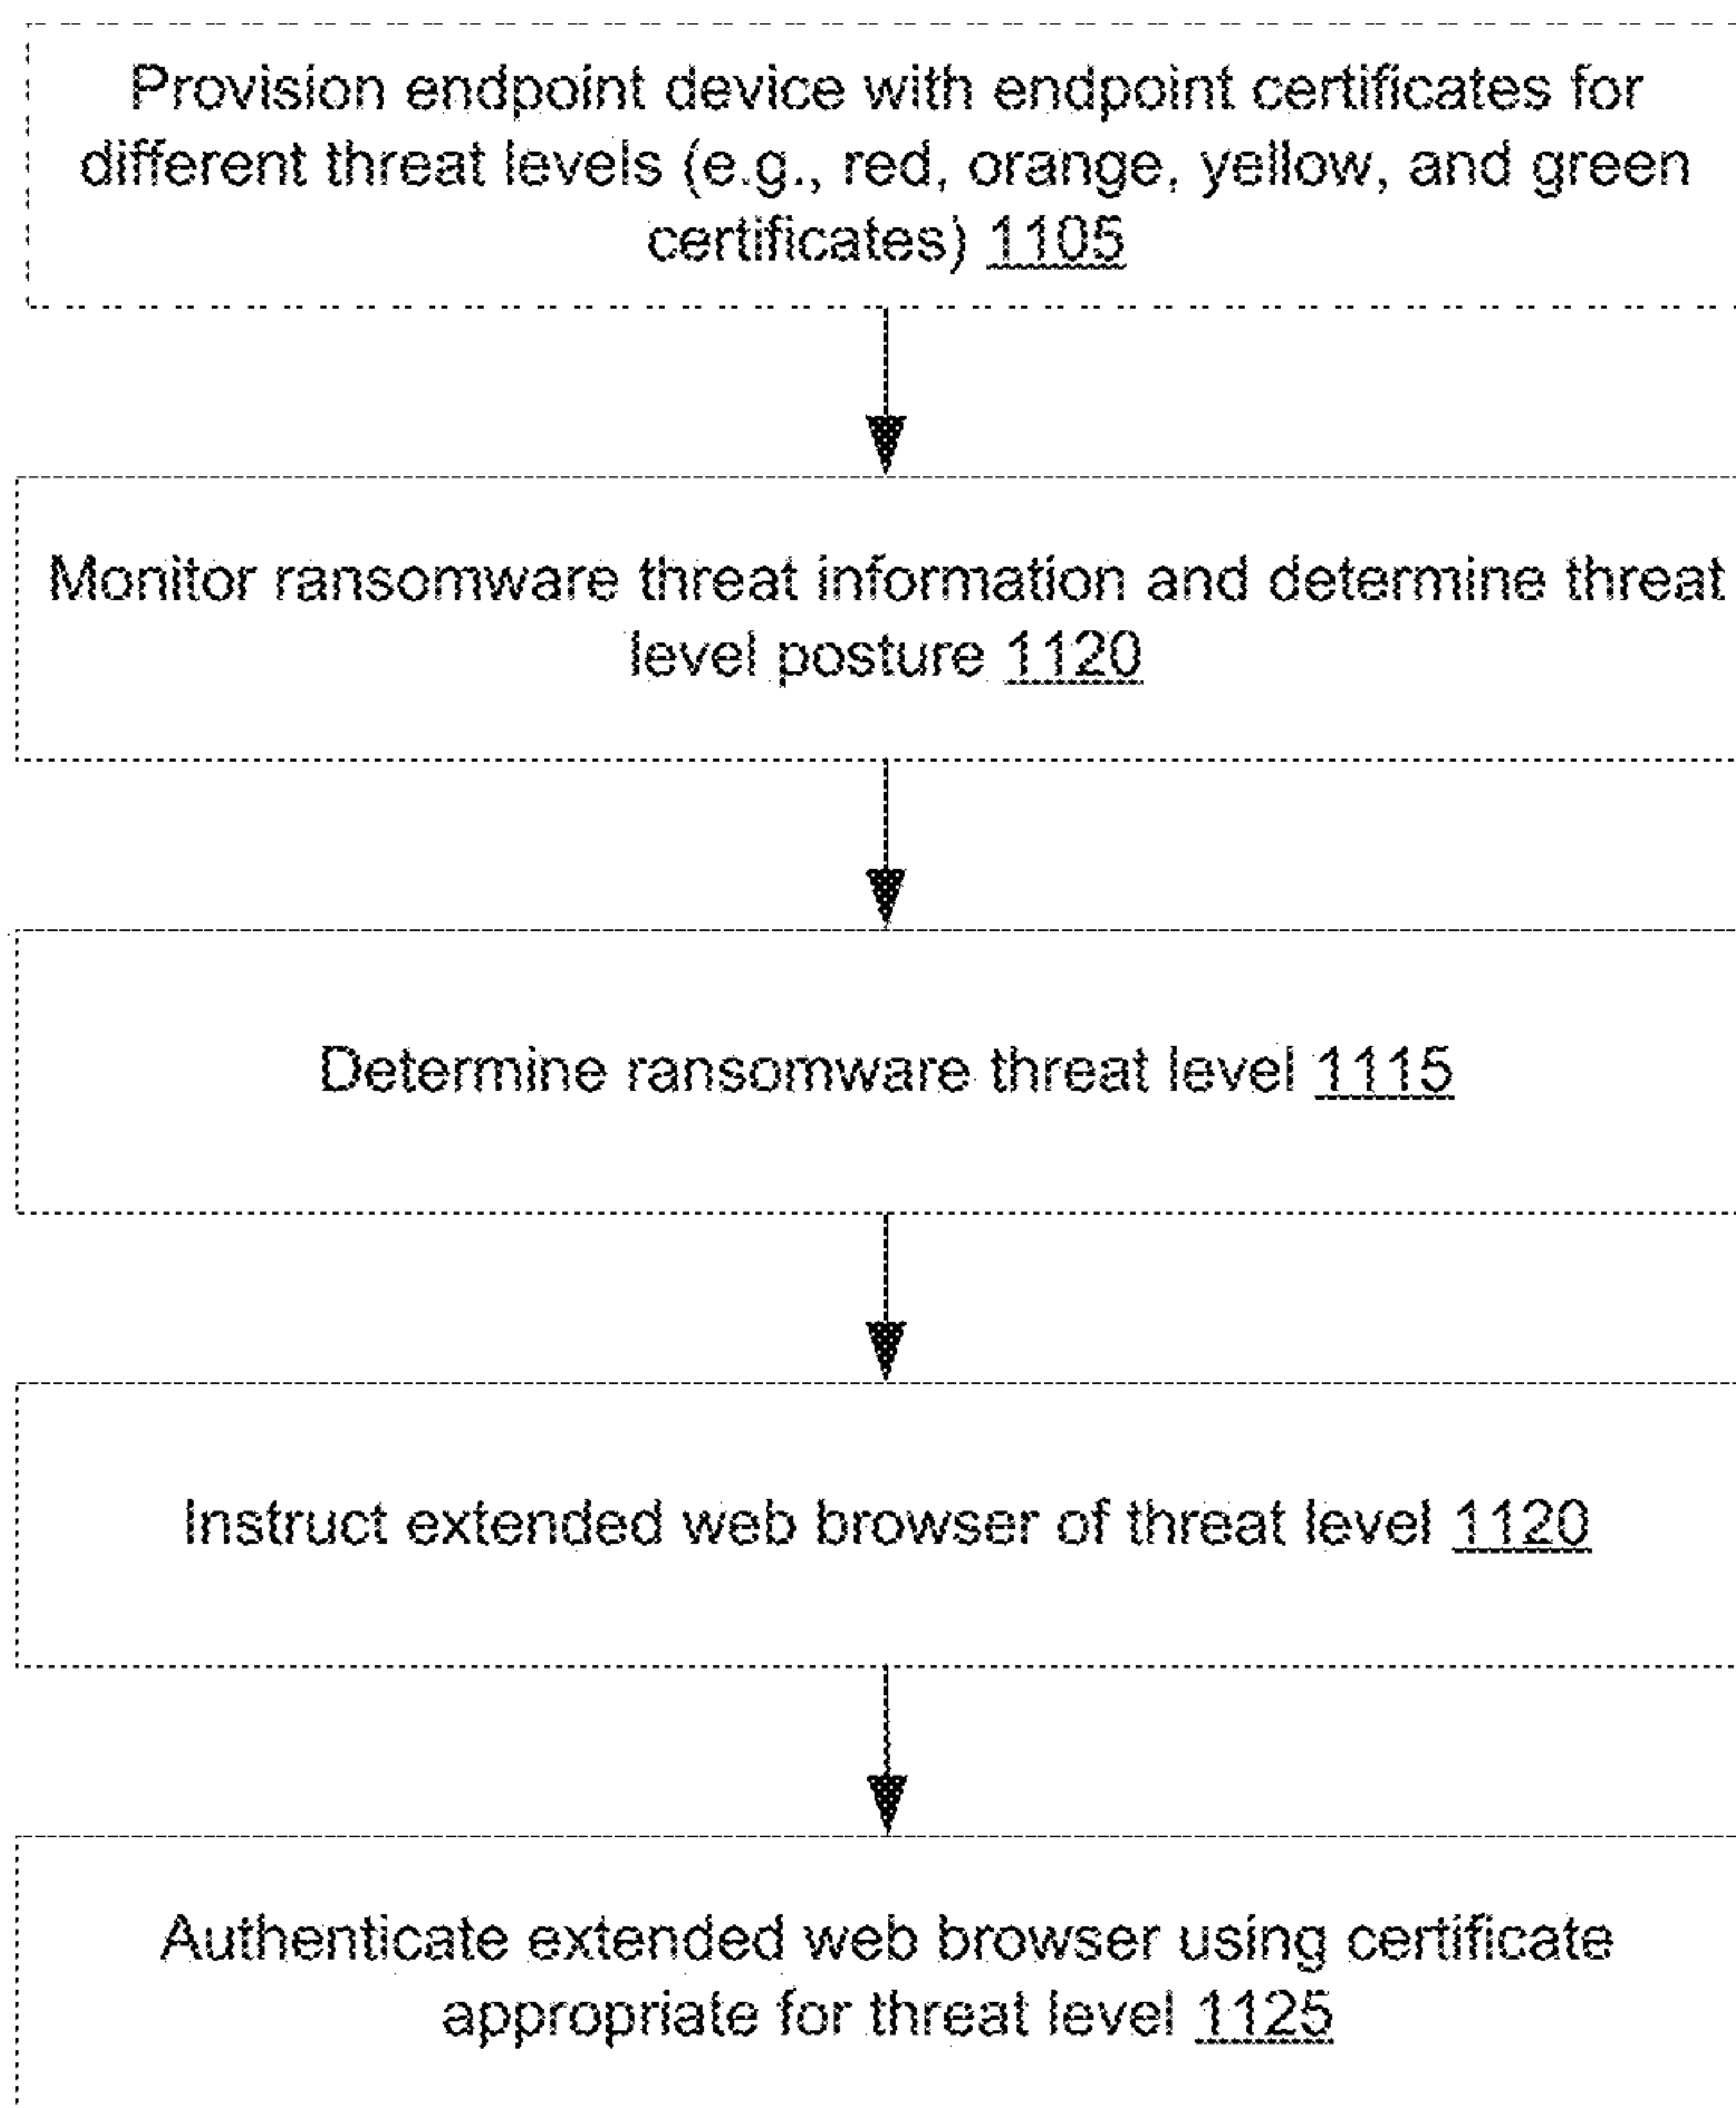 Provision endpoint device with endpoint certificates for
different threat levels (e.g., red, orange, yellow, and green
certificates) 1105
Monitor ransomware threat information and determine threat
level posture 1120
Determine ransomware threat level 1115
Instruct extended web browser of threat level 1120
Authenticate extended web browser using certificate
appropriate for threat level 1125